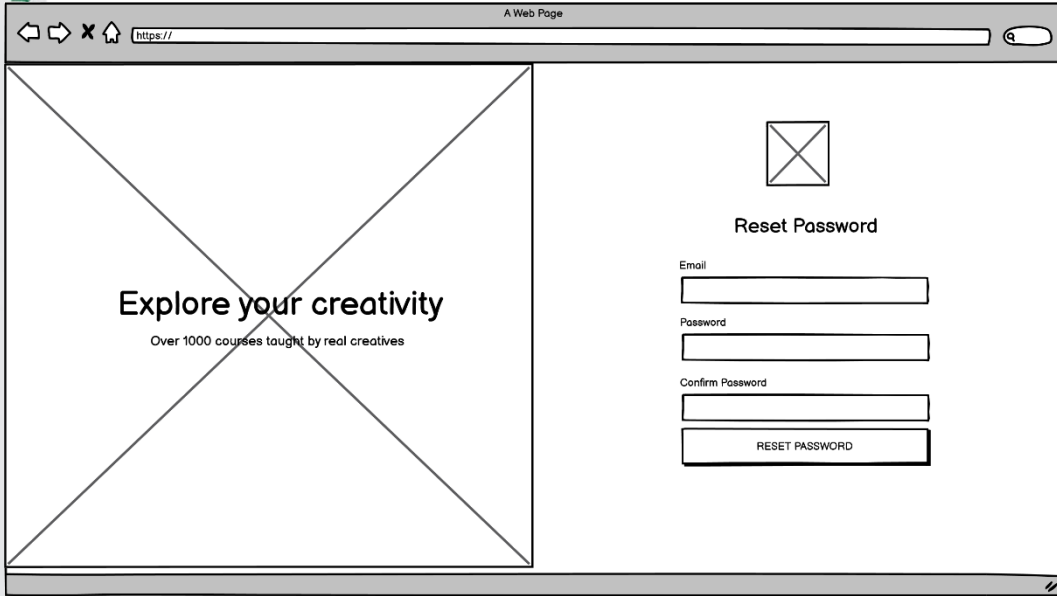 A Web Page
https://
Explore your creativity
Over 1000 courses taught by real creatives
Reset Password
Email
Password
Confirm Password
RESET PASSWORD